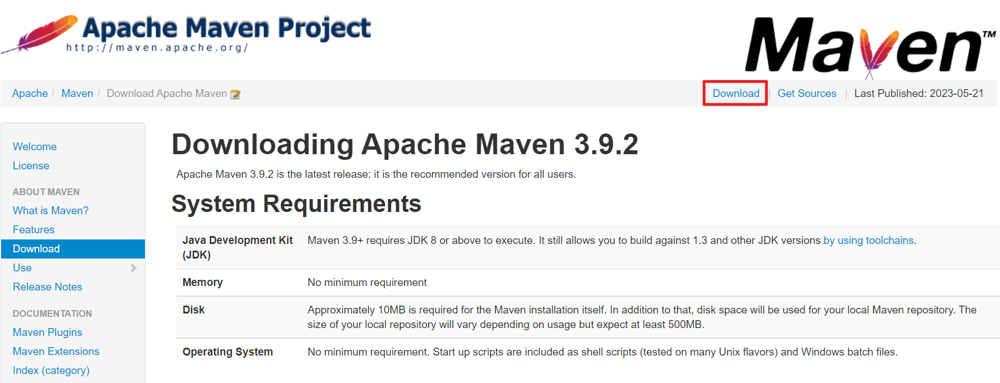 Apache Maven Project
http://maven.apache.org/
Maven™
Apache / Maven / Download Apache Maven
Download | Get Sources | Last Published: 2023-05-21
Welcome
License
ABOUT MAVEN
What is Maven?
Features
Download
Use
Release Notes
DOCUMENTATION
Maven Plugins
Maven Extensions
Index (category)
Downloading Apache Maven 3.9.2
Apache Maven 3.9.2 is the latest release: it is the recommended version for all users.
System Requirements
Java Development Kit
(JDK)
Maven 3.9+ requires JDK 8 or above to execute. It still allows you to build against 1.3 and other JDK versions by using toolchains.
Memory
No minimum requirement
Disk
Approximately 10MB is required for the Maven installation itself. In addition to that, disk space will be used for your local Maven repository. The
size of your local repository will vary depending on usage but expect at least 500MB.
Operating System
No minimum requirement. Start up scripts are included as shell scripts (tested on many Unix flavors) and Windows batch files.